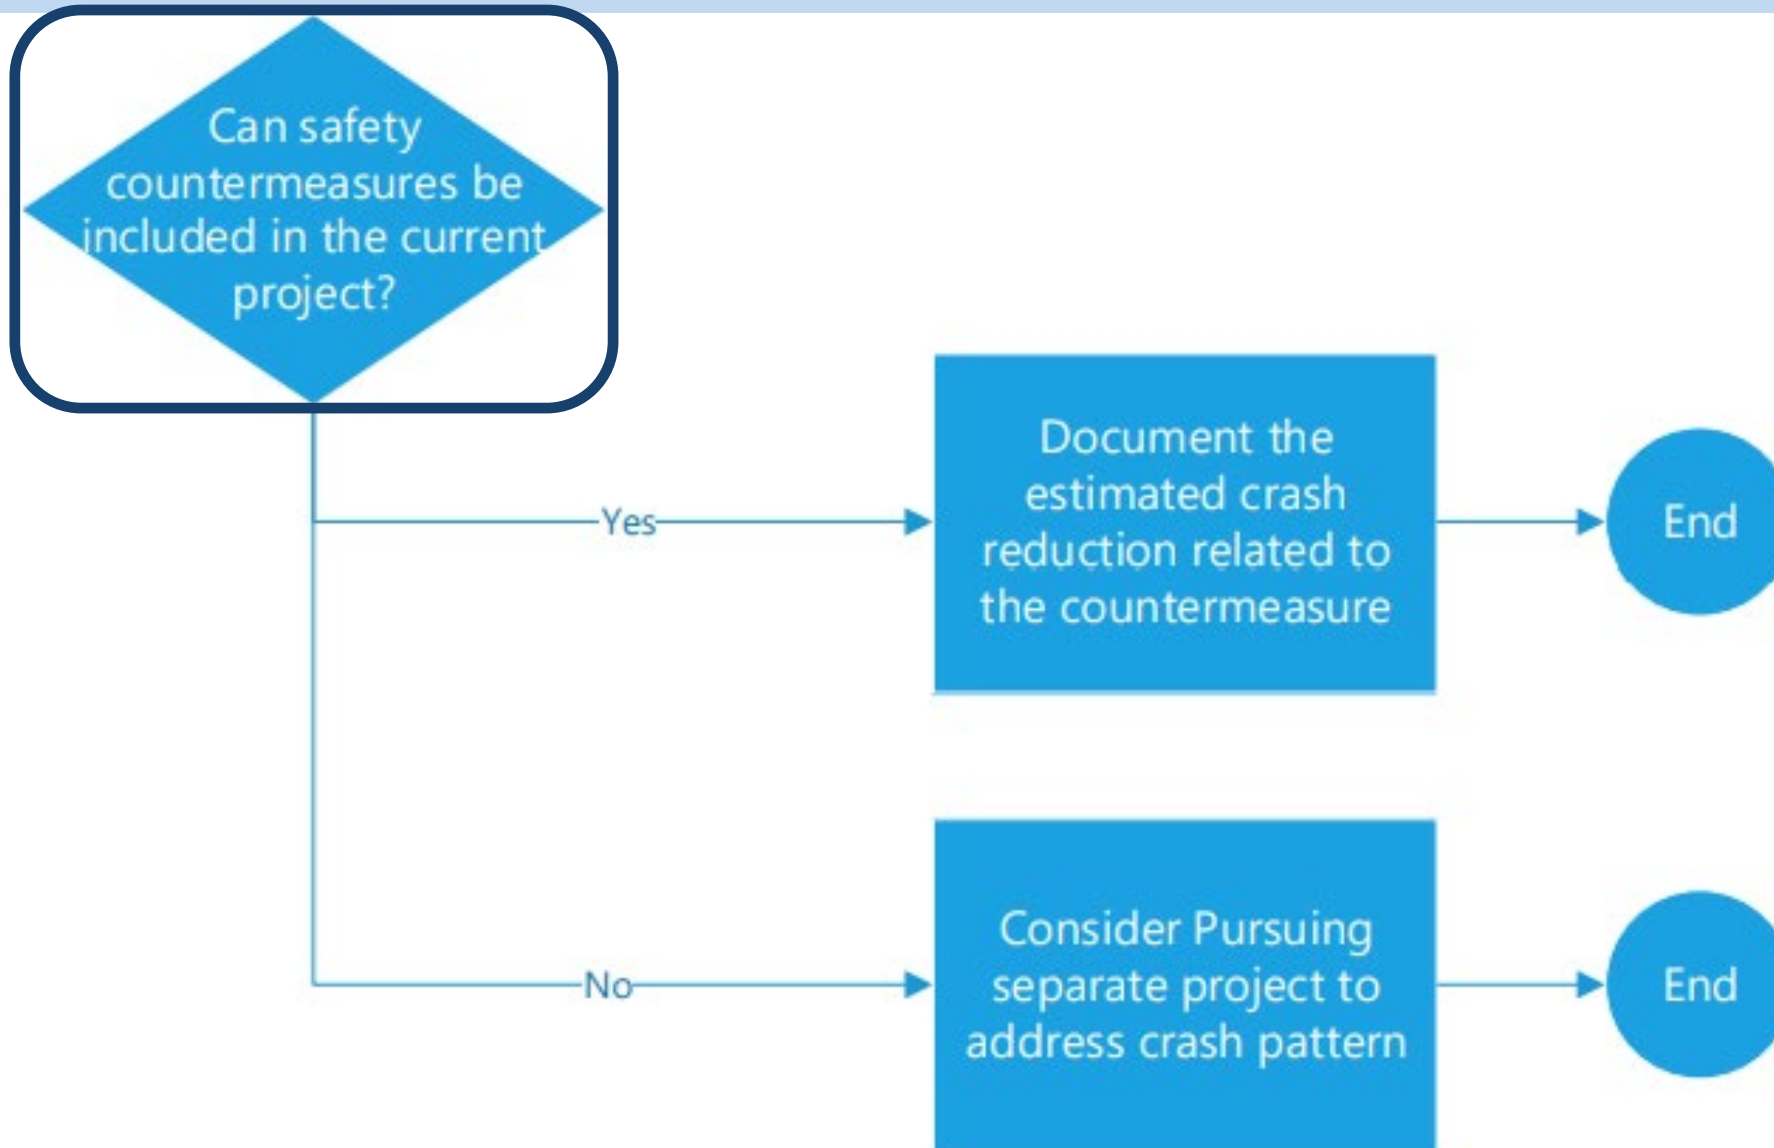 Can safety
countermeasures be
included in the current
project?
Yes
Document the
estimated crash
reduction related to
the countermeasure
End
No
Consider Pursuing
separate project to
address crash pattern
End